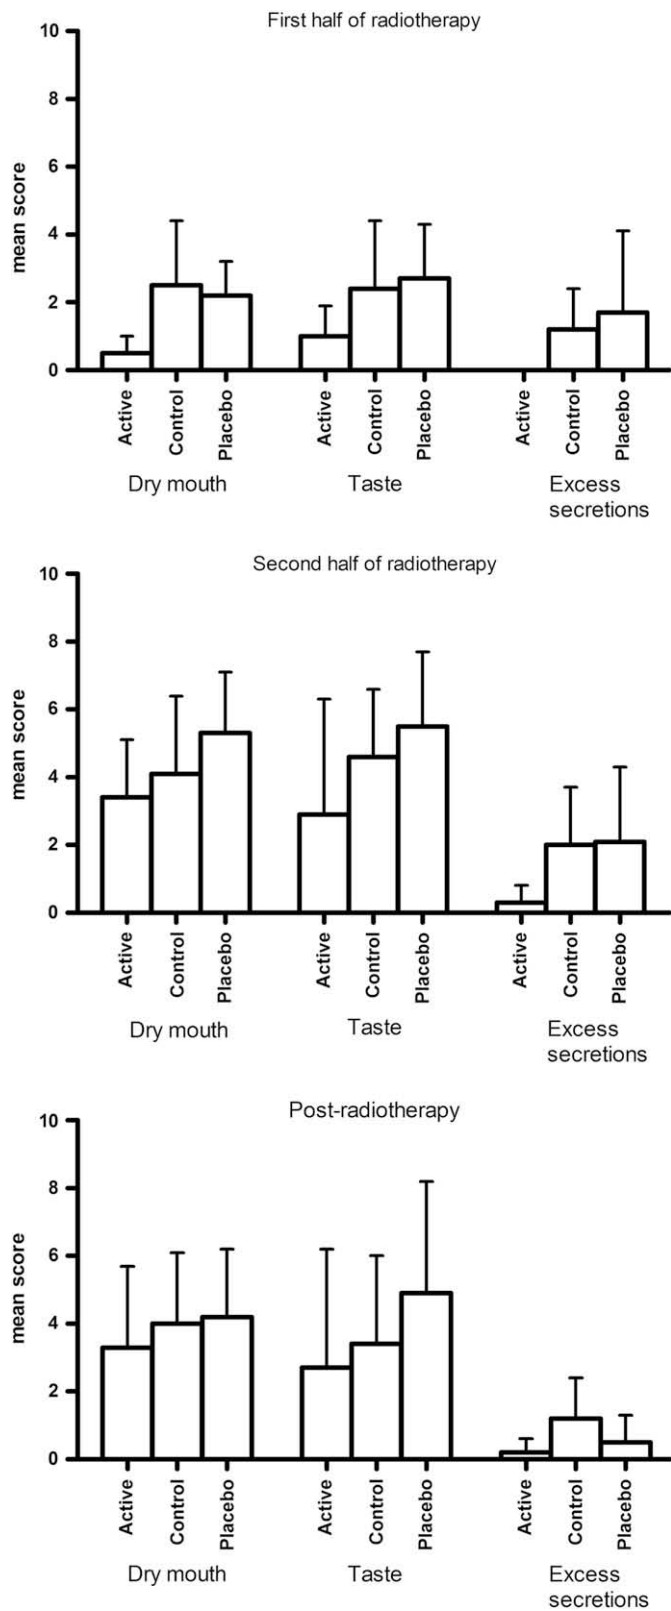 First half of radiotherapy
10
8
6
4
2
0
mean score
Active
Control
Placebo
Active
Control
Placebo
Active
Control
Placebo
Dry mouth
Taste
Excess
secretions
Second half of radiotherapy
10
8
6
4
2
0
mean score
Active
Control
Placebo
Active
Control
Placebo
Active
Control
Placebo
Dry mouth
Taste
Excess
secretions
Post-radiotherapy
10
8
6
4
2
0
mean score
Active
Control
Placebo
Active
Control
Placebo
Active
Control
Placebo
Dry mouth
Taste
Excess
secretions